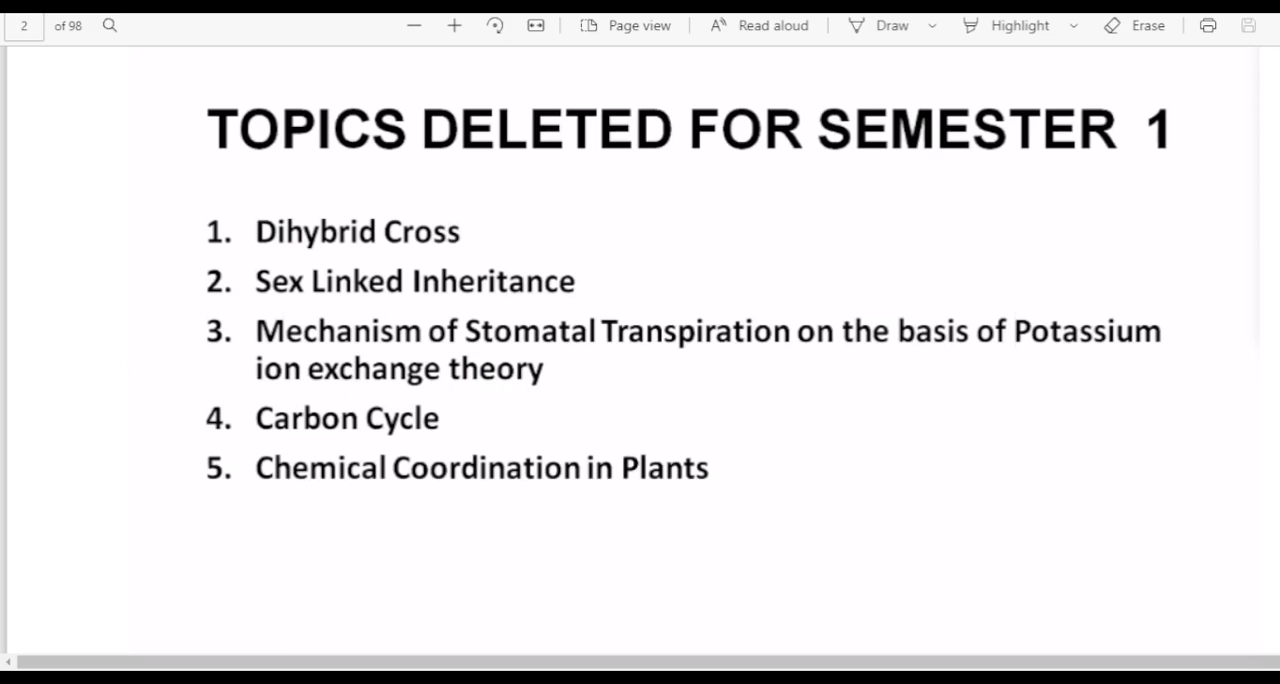 2 of 98 Page view Read aloud Draw Highlight Erase
TOPICS DELETED FOR SEMESTER 1
1. Dihybrid Cross
2. Sex Linked Inheritance
3. Mechanism of Stomatal Transpiration on the basis of Potassium
ion exchange theory
4. Carbon Cycle
5. Chemical Coordination in Plants